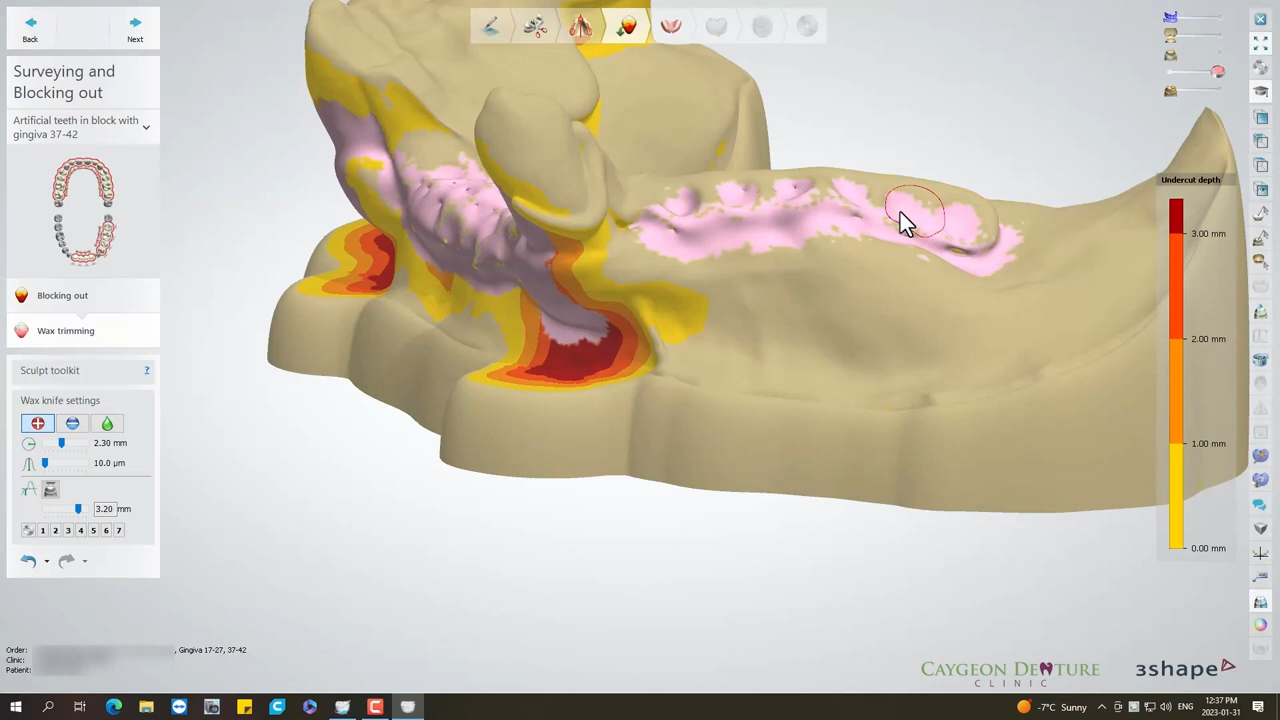 Back
Next
Surveying and
Blocking out
Artificial teeth in block with
gingiva 37-42
Blocking out
Wax trimming
Sculpt toolkit
?
Wax knife settings
2.30 mm
10.0 µm
3.20 mm
1 2 3 4 5 6 7
Undercut depth
3.00 mm
2.00 mm
1.00 mm
0.00 mm
Order: , Gingiva 17-27, 37-42
Clinic:
Patient:
CAYGEON DENTURE
CLINIC
3shape
-7°C Sunny
ENG
12:37 PM
2023-01-31